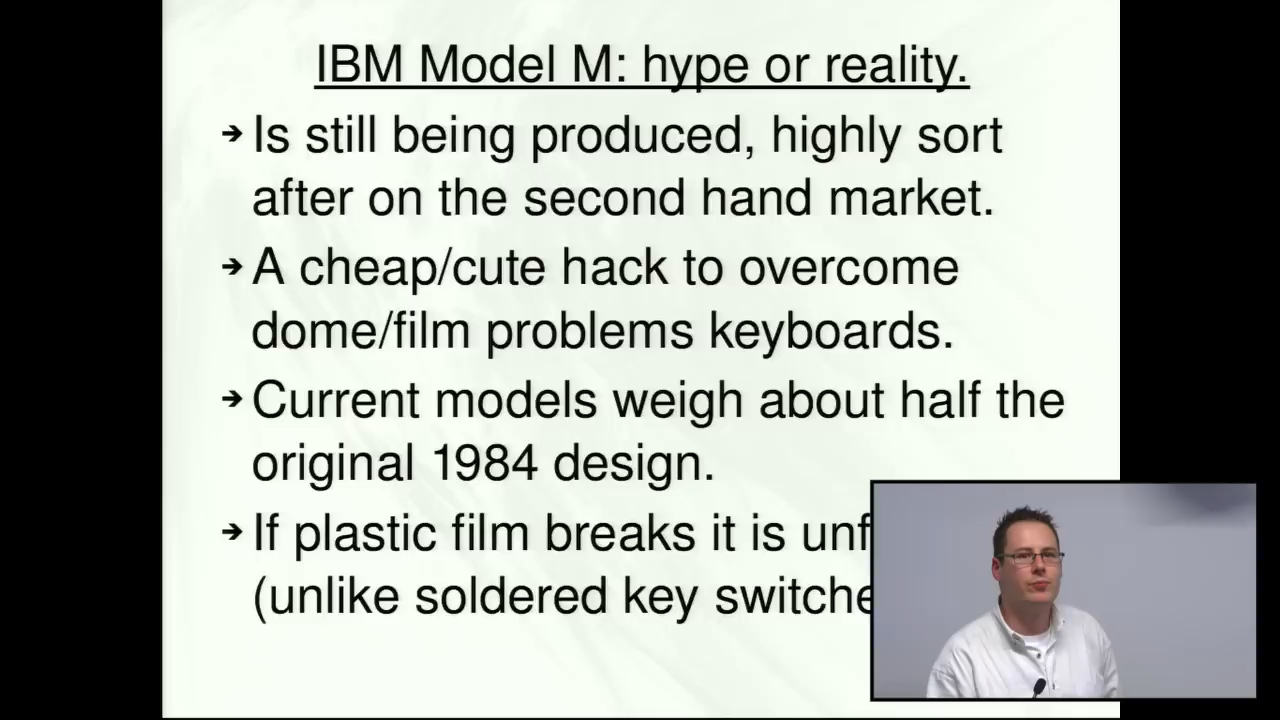 IBM Model M: hype or reality.
➔ Is still being produced, highly sort
after on the second hand market.
➔ A cheap/cute hack to overcome
dome/film problems keyboards.
➔ Current models weigh about half the
original 1984 design.
➔ If plastic film breaks it is
(unlike soldered key